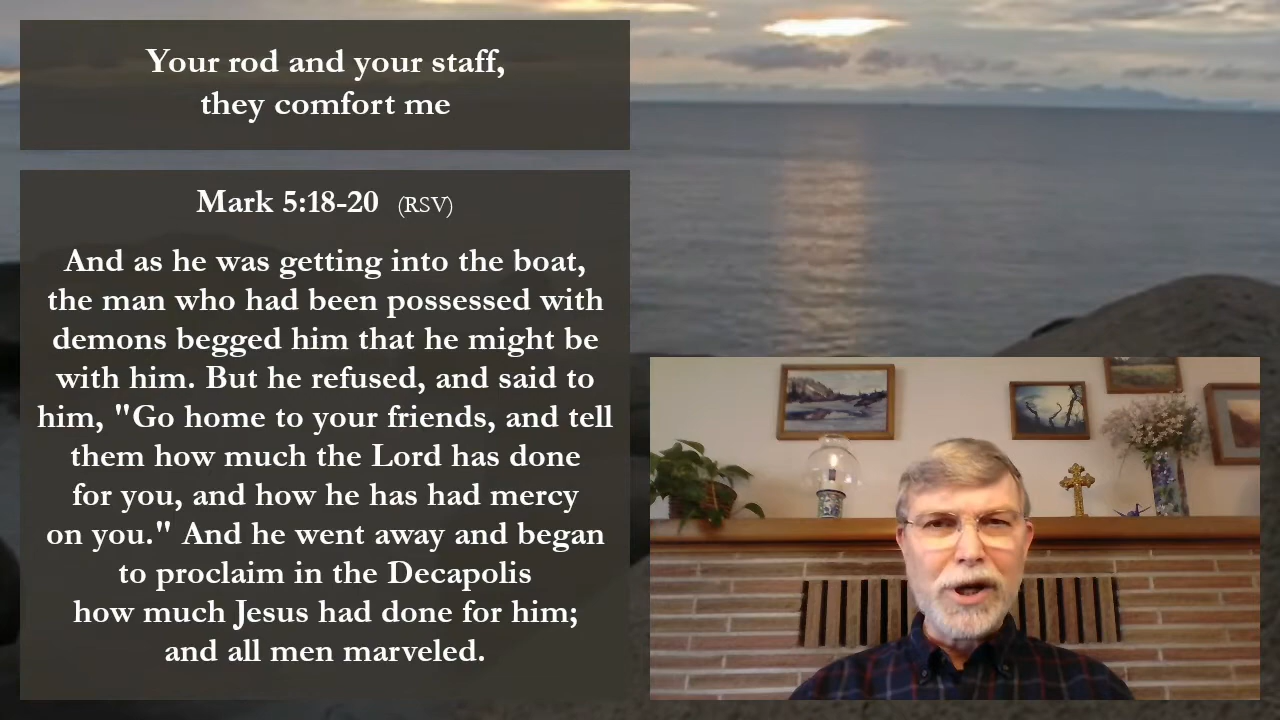 Your rod and your staff,
they comfort me
Mark 5:18-20 (RSV)
And as he was getting into the boat,
the man who had been possessed with
demons begged him that he might be
with him. But he refused, and said to
him, "Go home to your friends, and tell
them how much the Lord has done
for you, and how he has had mercy
on you." And he went away and began
to proclaim in the Decapolis
how much Jesus had done for him;
and all men marveled.